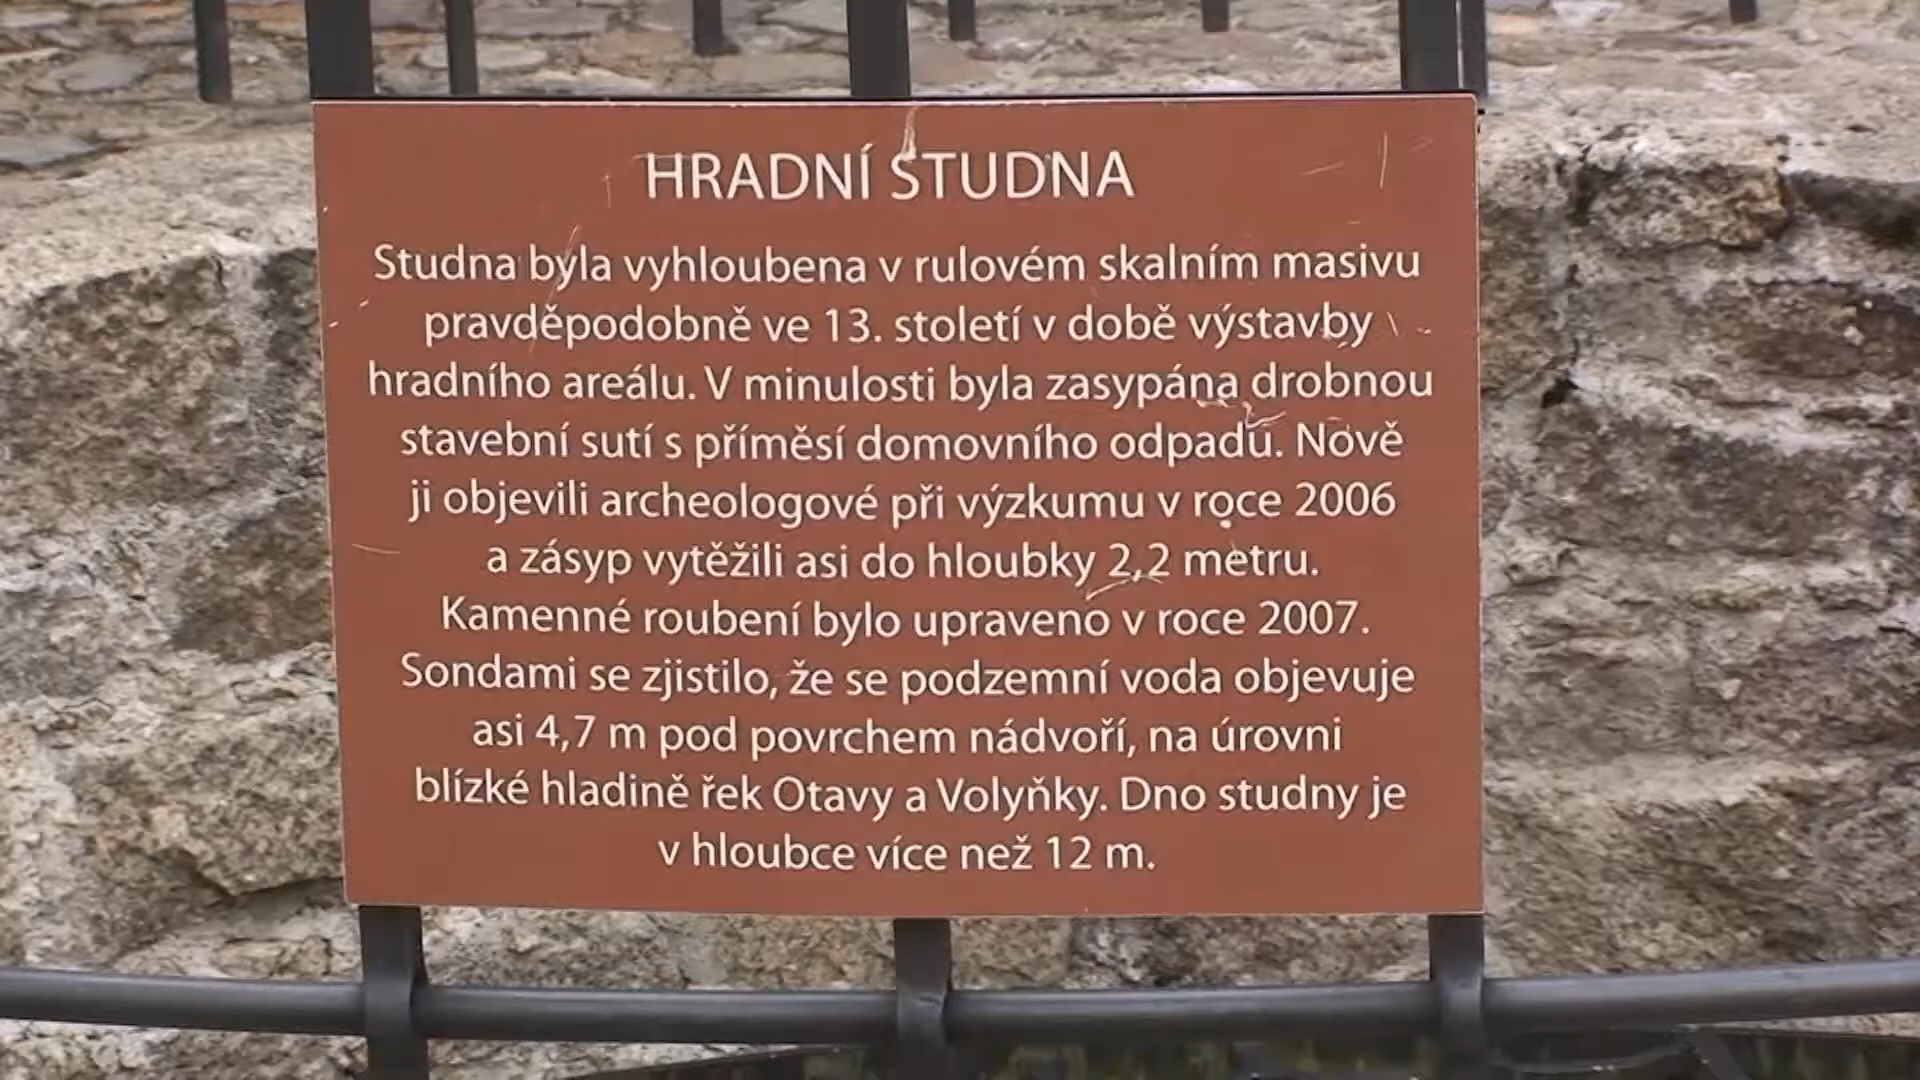 HRADNÍ STUDNA
Studna byla vyhloubena v rulovém skalním masivu
pravděpodobně ve 13. století v době výstavby
hradního areálu. V minulosti byla zasypána drobnou
stavební sutí s příměsí domovního odpadu. Nově
ji objevili archeologové při výzkumu v roce 2006
a zásyp vytěžili asi do hloubky 2,2 metru.
Kamenné roubení bylo upraveno v roce 2007.
Sondami se zjistilo, že se podzemní voda objevuje
asi 4,7 m pod povrchem nádvoří, na úrovni
blízké hladině řek Otavy a Volyňky. Dno studny je
v hloubce více než 12 m.